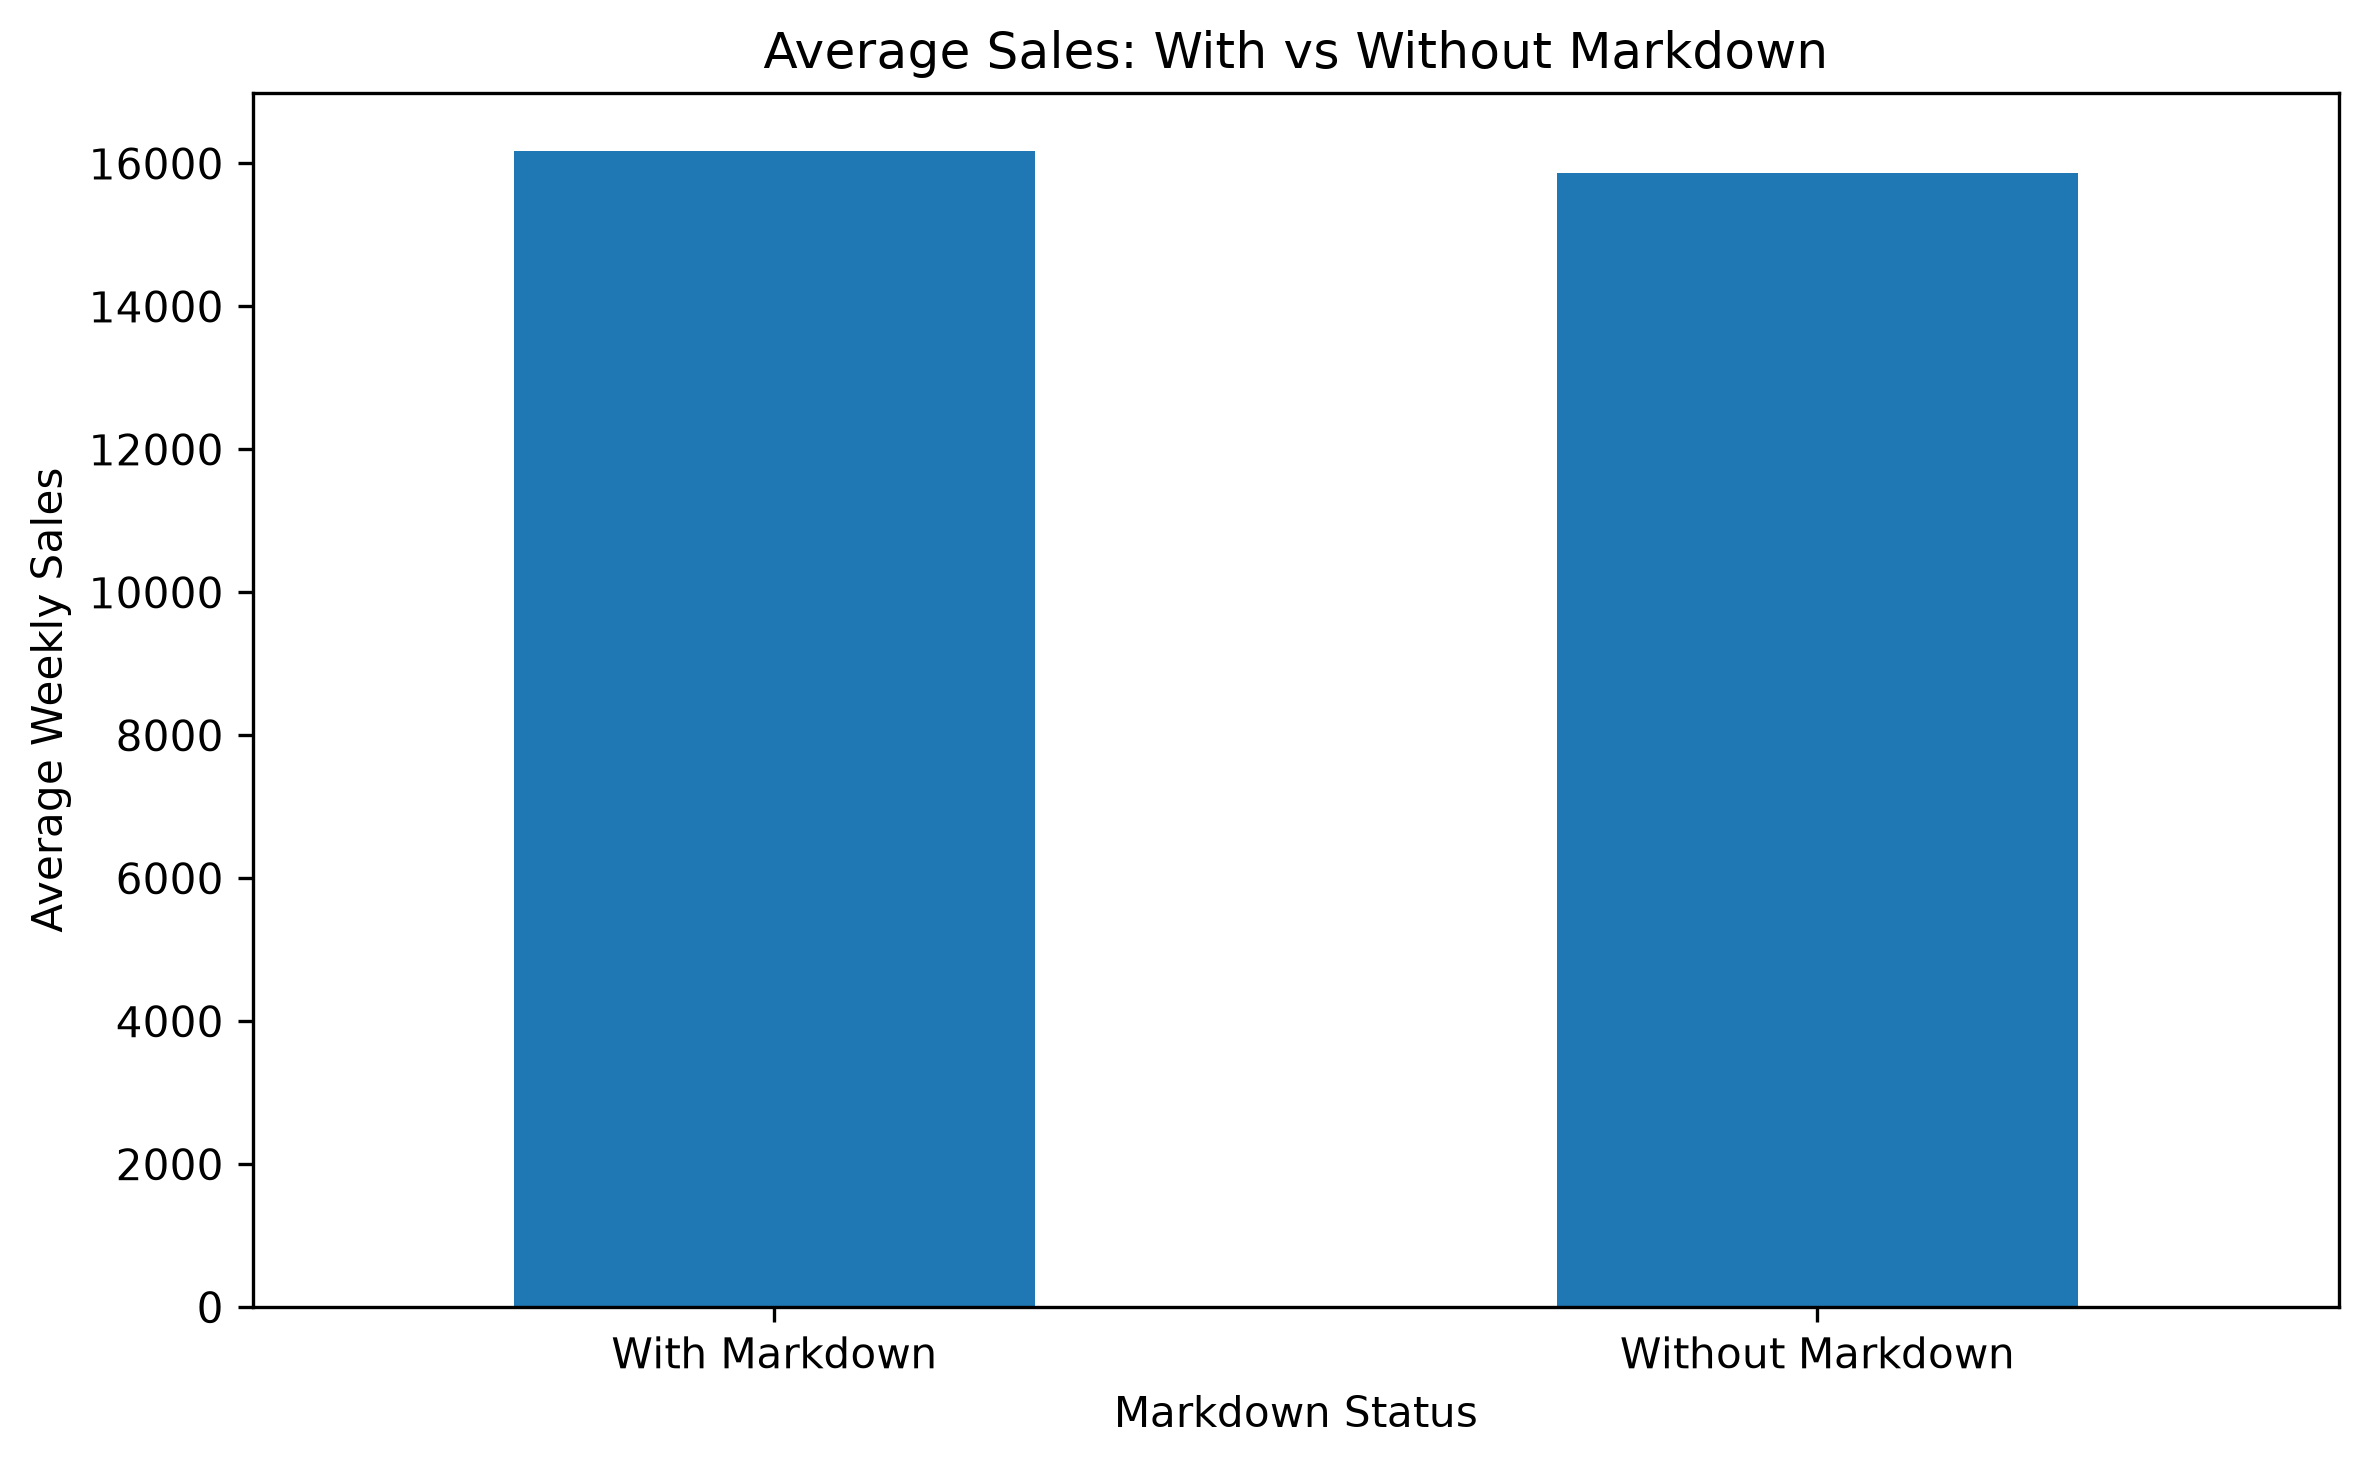 Average Sales: With vs Without Markdown
Average Weekly Sales
16000
14000
12000
10000
8000
6000
4000
2000
0
With Markdown
Without Markdown
Markdown Status